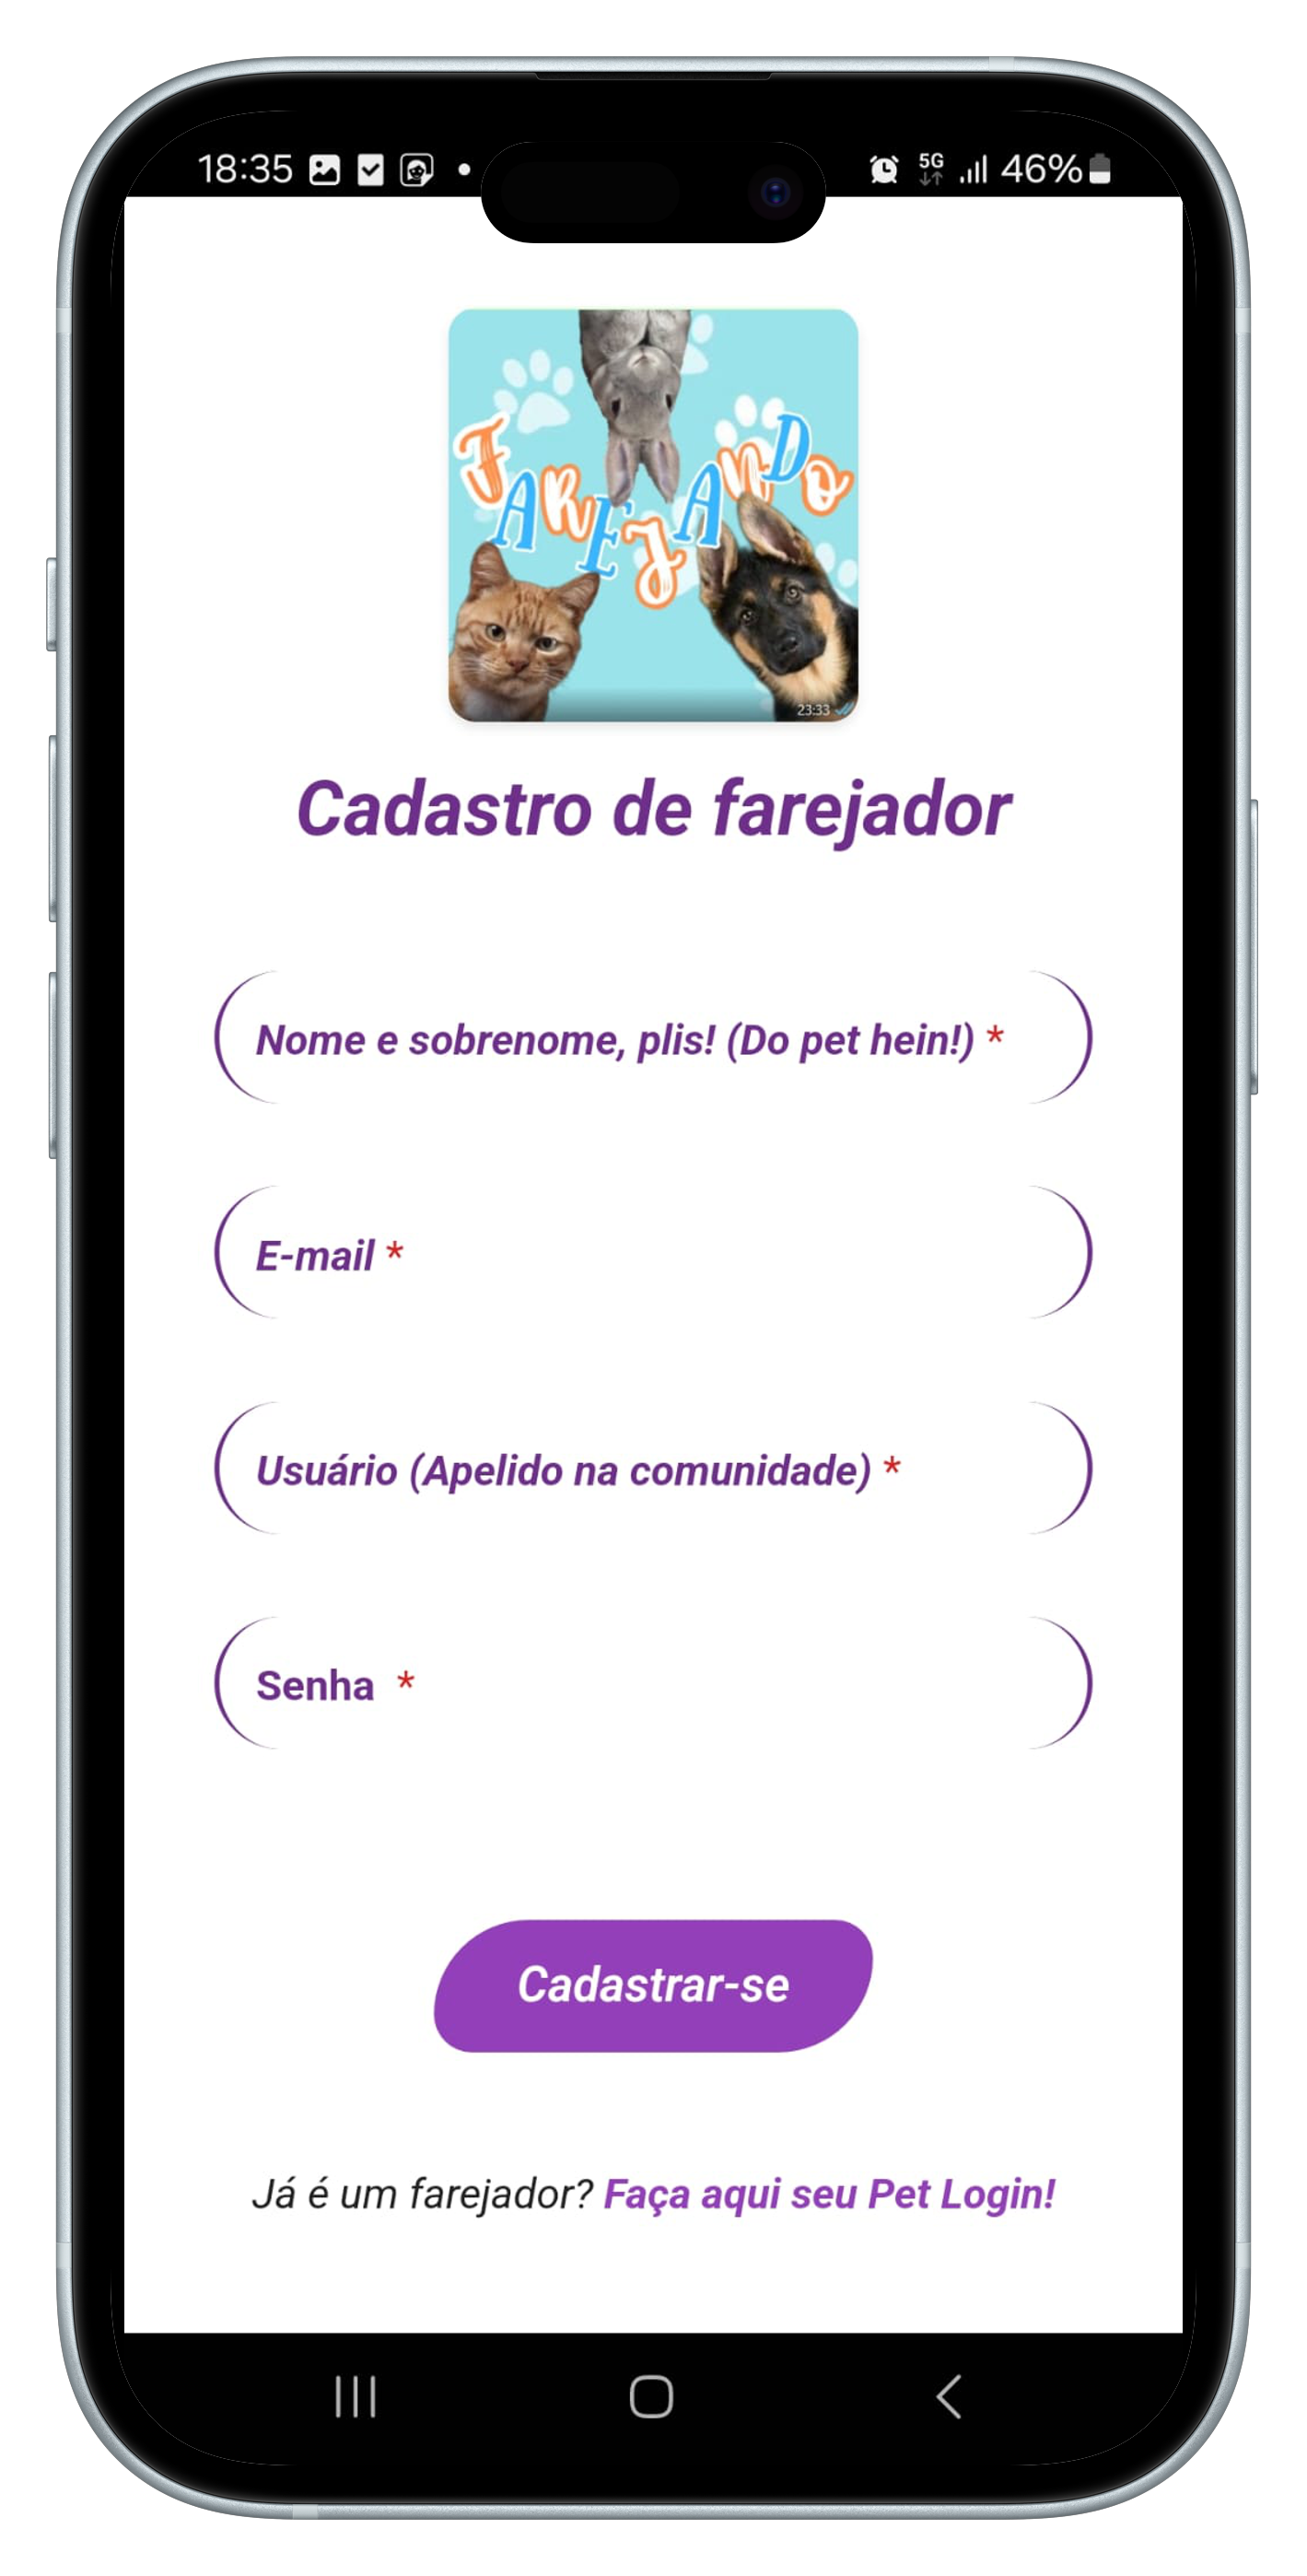 18:35
5G
46%
FAREJANDO
23:33
Cadastro de farejador
Nome e sobrenome, plis! (Do pet hein!) *
E-mail *
Usuário (Apelido na comunidade) *
Senha *
Cadastrar-se
Já é um farejador? Faça aqui seu Pet Login!